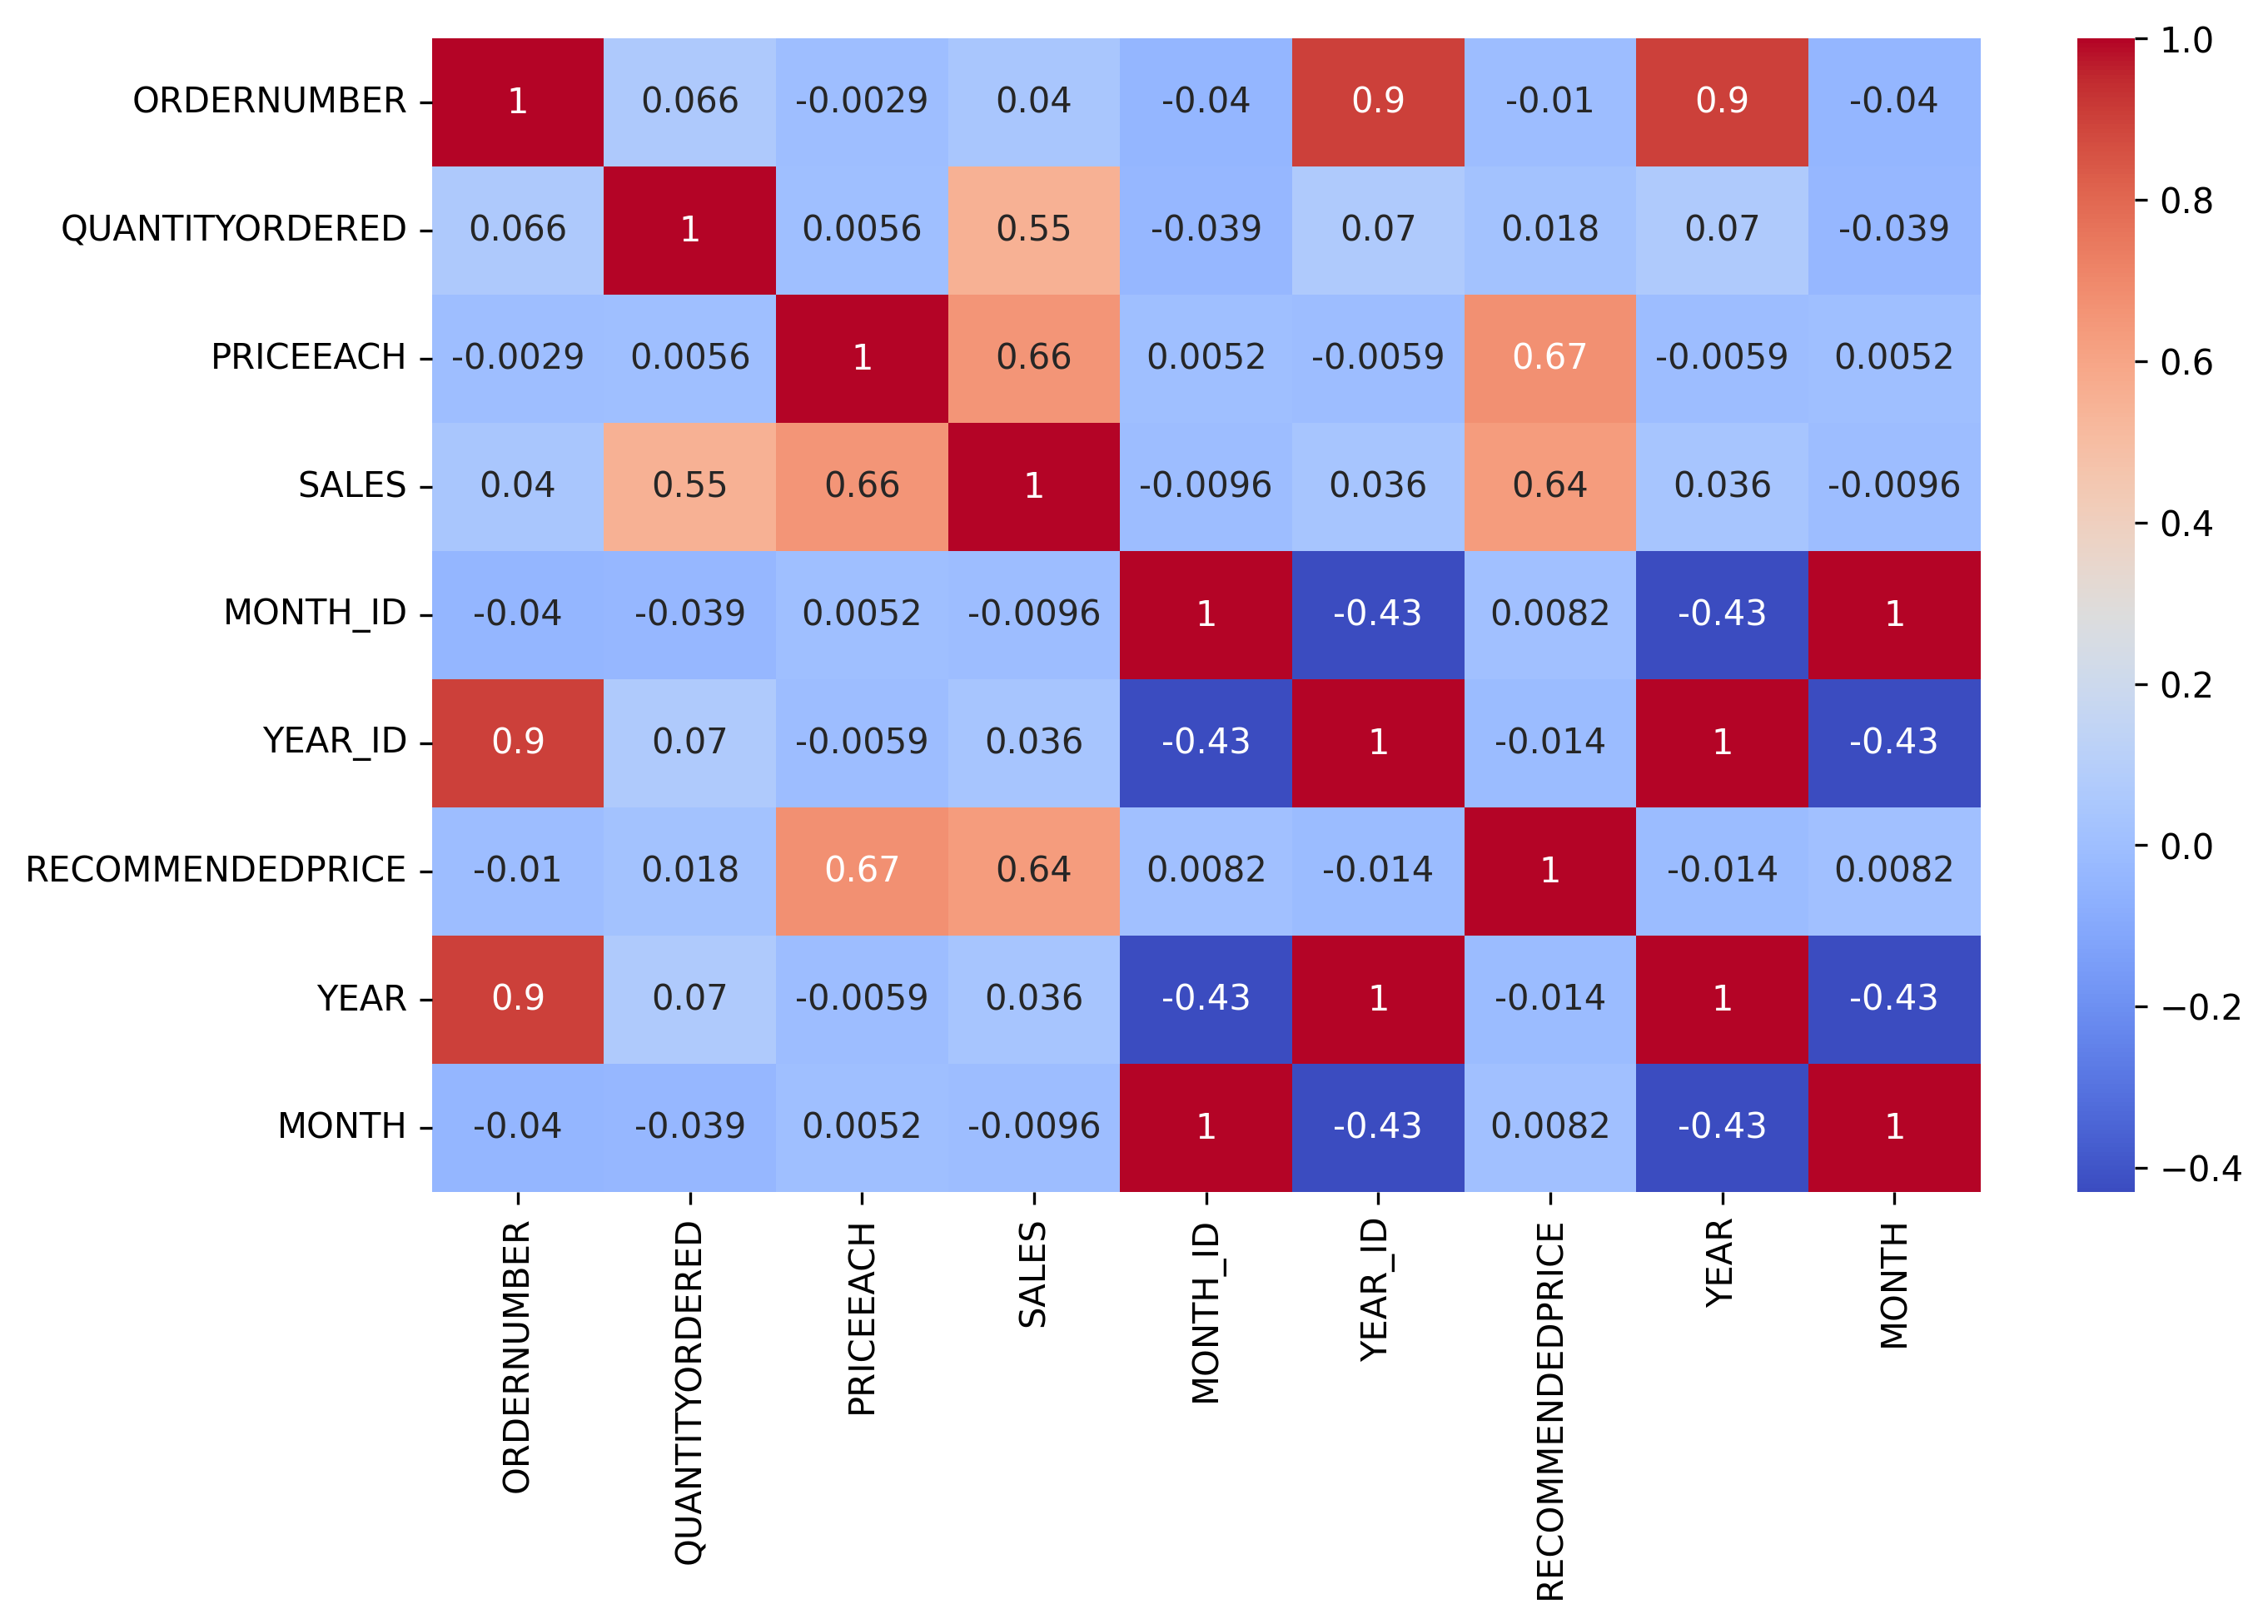 ORDERNUMBER 1 0.066 -0.0029 0.04 -0.04 0.9 -0.01 0.9 -0.04
QUANTITYORDERED 0.066 1 0.0056 0.55 -0.039 0.07 0.018 0.07 -0.039
PRICEEACH -0.0029 0.0056 1 0.66 0.0052 -0.0059 0.67 -0.0059 0.0052
SALES 0.04 0.55 0.66 1 -0.0096 0.036 0.64 0.036 -0.0096
MONTH_ID -0.04 -0.039 0.0052 -0.0096 1 -0.43 0.0082 -0.43 1
YEAR_ID 0.9 0.07 -0.0059 0.036 -0.43 1 -0.014 1 -0.43
RECOMMENDEDPRICE -0.01 0.018 0.67 0.64 0.0082 -0.014 1 -0.014 0.0082
YEAR 0.9 0.07 -0.0059 0.036 -0.43 1 -0.014 1 -0.43
MONTH -0.04 -0.039 0.0052 -0.0096 1 -0.43 0.0082 -0.43 1
ORDERNUMBER
QUANTITYORDERED
PRICEEACH
SALES
MONTH_ID
YEAR_ID
RECOMMENDEDPRICE
YEAR
MONTH
1.0
0.8
0.6
0.4
0.2
0.0
−0.2
−0.4